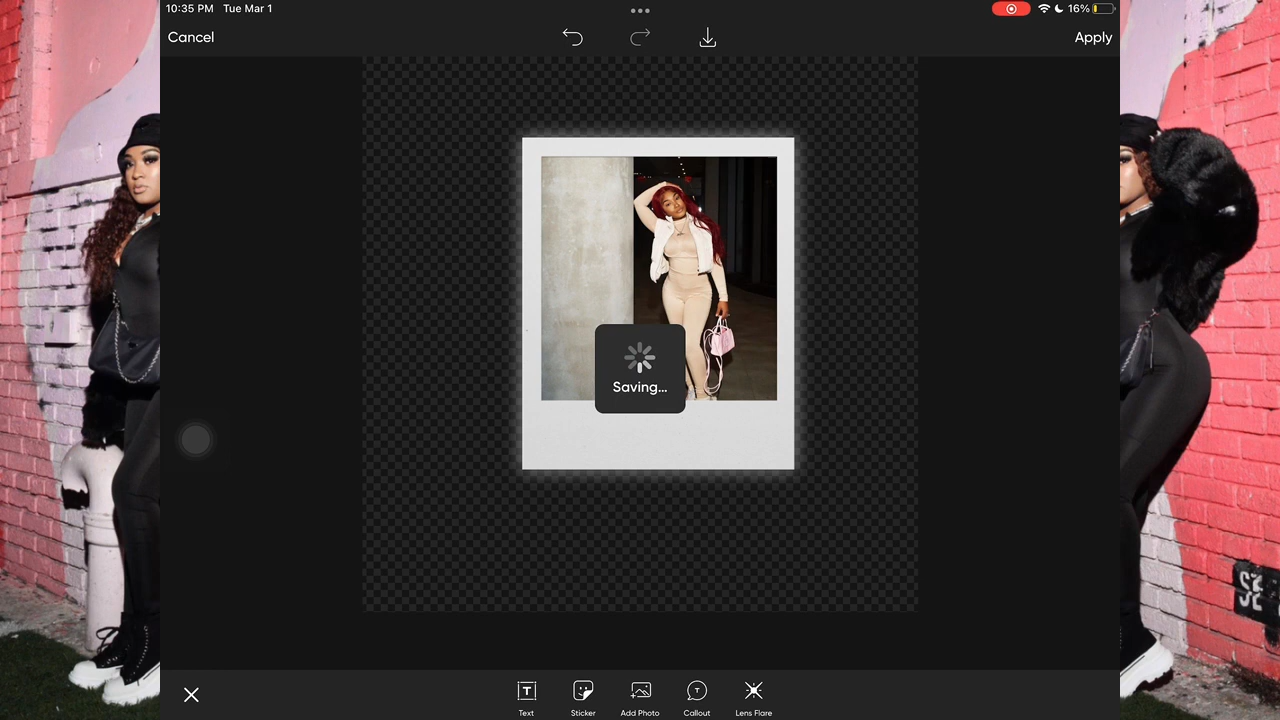 10:35 PM Tue Mar 1
16%
Cancel
Apply
Saving...
Text
Sticker
Add Photo
Callout
Lens Flare